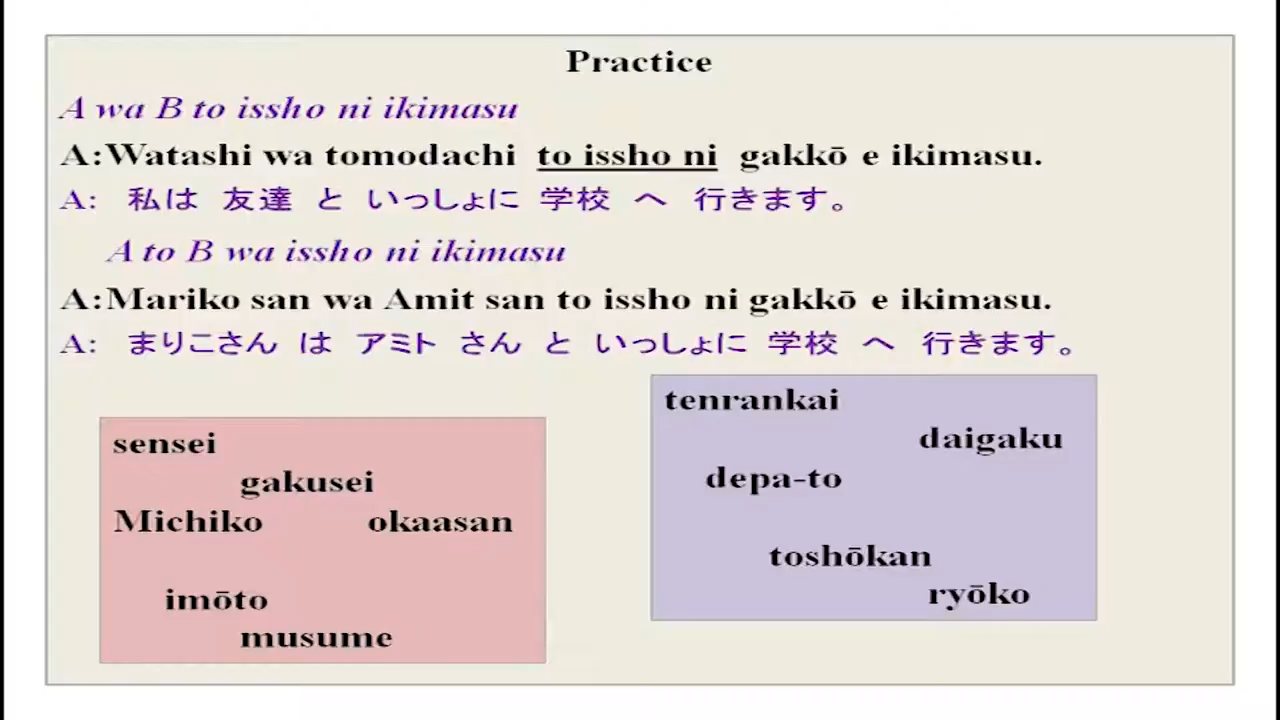 Practice
A wa B to issho ni ikimasu
A:Watashi wa tomodachi to issho ni gakkō e ikimasu.
A: 私は 友達 と いっしょに 学校 へ 行きます。
A to B wa issho ni ikimasu
A:Mariko san wa Amit san to issho ni gakkō e ikimasu.
A: まりこさん は アミト さん と いっしょに 学校 へ 行きます。
sensei
gakusei
Michiko okaasan
imōto
musume
tenrankai
daigaku
depa-to
toshōkan
ryōko